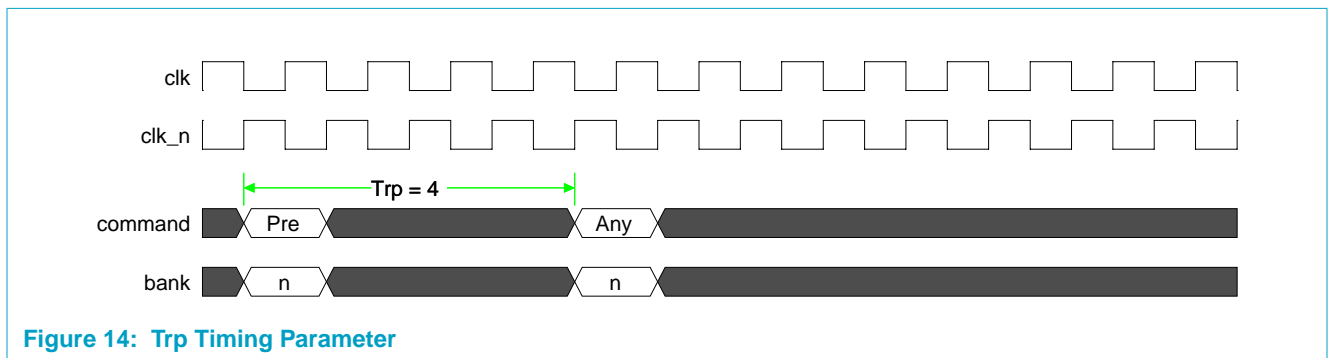 clk
clk_n
Trp = 4
command Pre Any
bank n n
Figure 14: Trp Timing Parameter